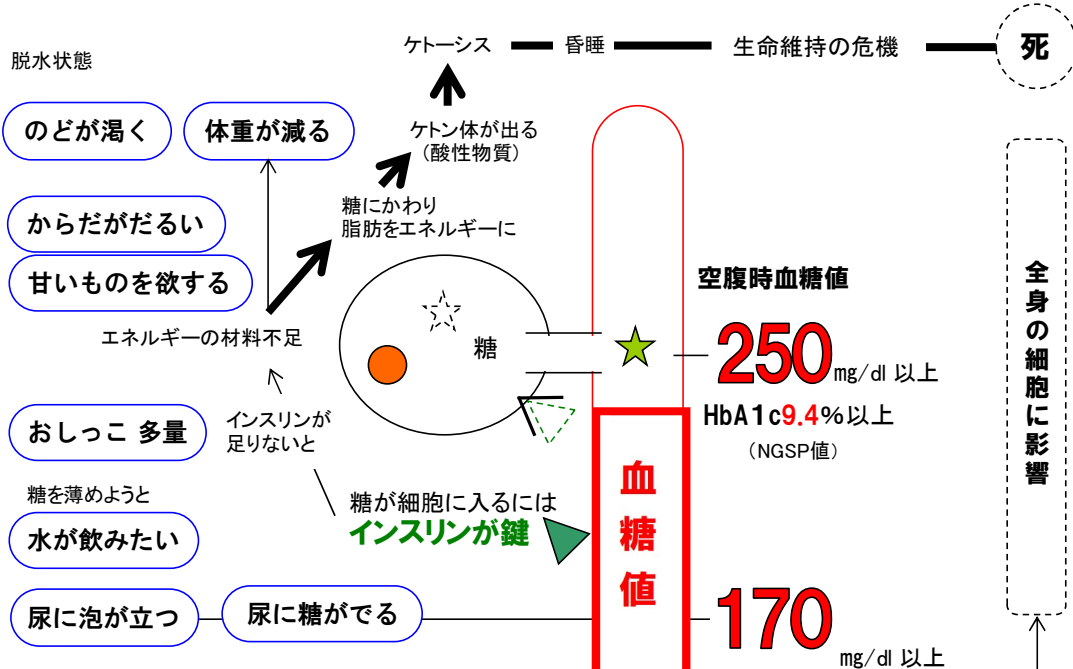 ケトーシス
昏睡
生命維持の危機
死
脱水状態
のどが渇く
体重が減る
ケトン体が出る
(酸性物質)
糖にかわり
脂肪をエネルギーに
からだがだるい
甘いものを欲する
エネルギーの材料不足
糖
空腹時血糖値
250 mg/dl 以上
HbA1c9.4%以上
(NGSP値)
全身の細胞に影響
おしっこ 多量
インスリンが
足りないと
糖を薄めようと
水が飲みたい
糖が細胞に入るには
インスリンが鍵
血糖値
尿に泡が立つ
尿に糖がでる
170
mg/dl 以上